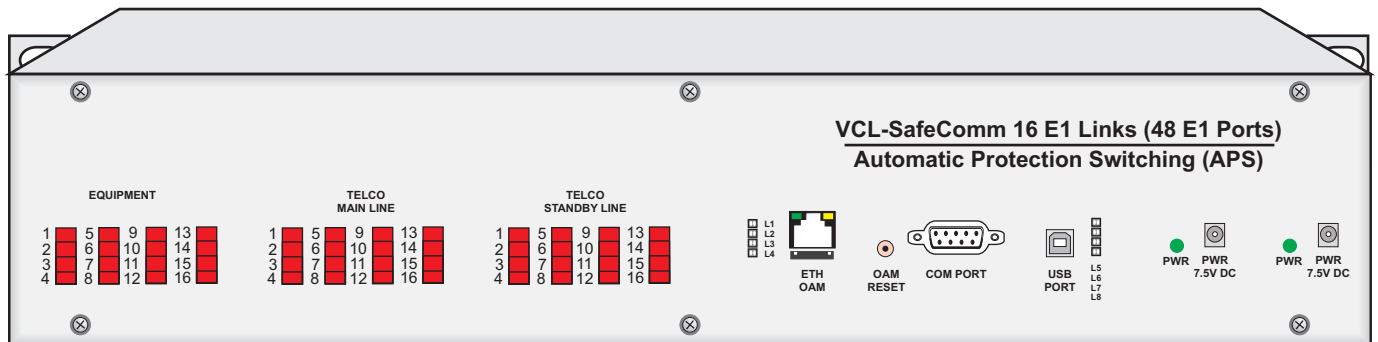 VCL-SafeComm 16 E1 Links (48 E1 Ports)
Automatic Protection Switching (APS)
EQUIPMENT
1 5 9 13
2 6 10 14
3 7 11 15
4 8 12 16
TELCO
MAIN LINE
1 5 9 13
2 6 10 14
3 7 11 15
4 8 12 16
TELCO
STANDBY LINE
1 5 9 13
2 6 10 14
3 7 11 15
4 8 12 16
L1
L2
L3
L4
ETH
OAM
OAM
RESET
COM PORT
USB
PORT
L5
L6
L7
L8
PWR
PWR
7.5V DC
PWR
PWR
7.5V DC